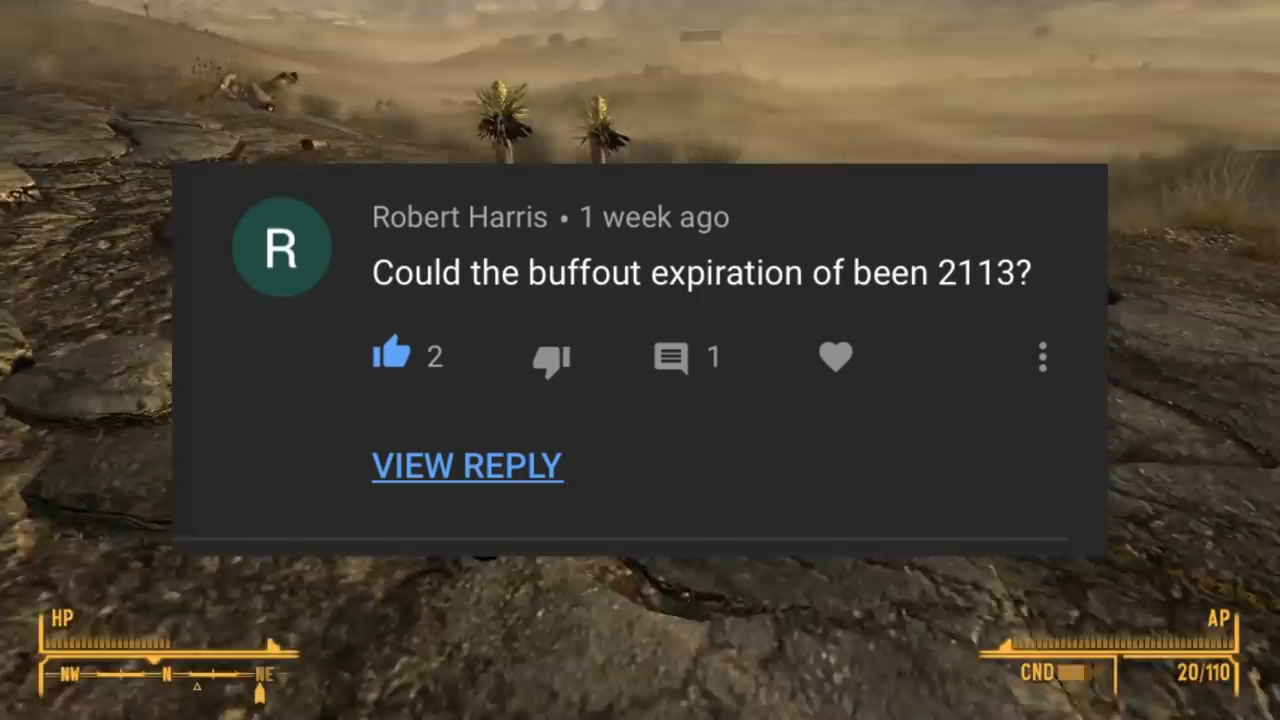 R
Robert Harris • 1 week ago
Could the buffout expiration of been 2113?
2
1
VIEW REPLY
HP
NW N NE
AP
CND 20/110